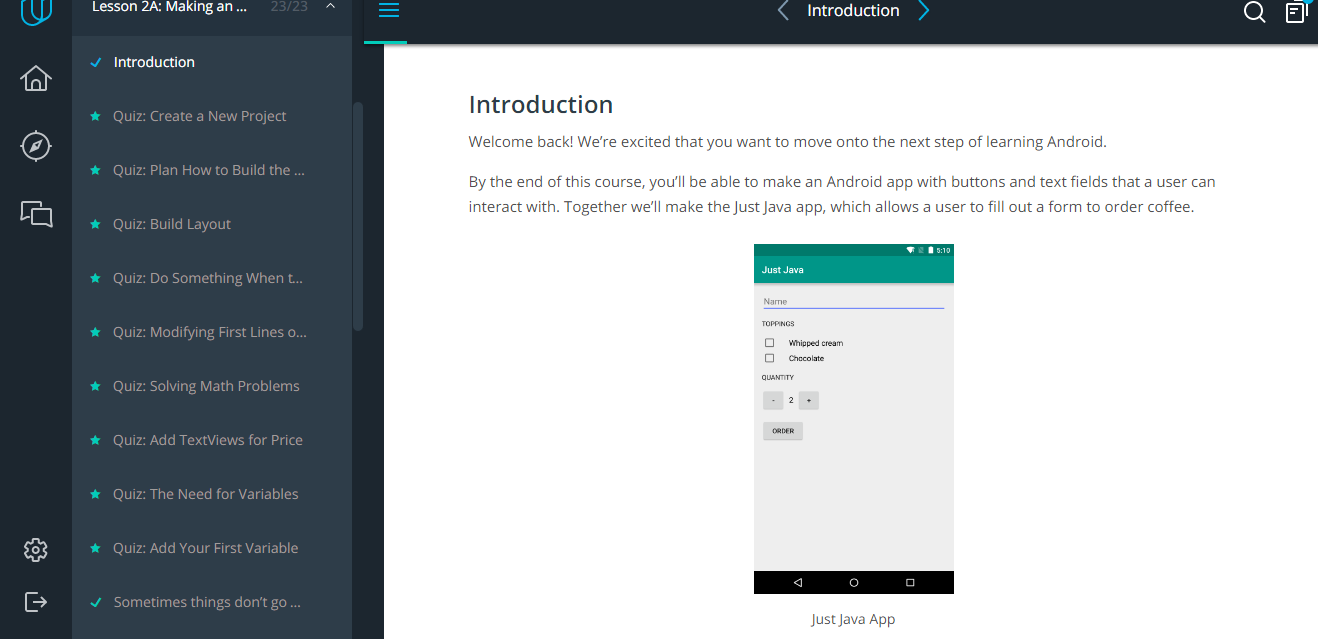 Lesson 2A: Making an ...
23/23
Introduction
Quiz: Create a New Project
Quiz: Plan How to Build the ...
Quiz: Build Layout
Quiz: Do Something When t...
Quiz: Modifying First Lines o...
Quiz: Solving Math Problems
Quiz: Add TextViews for Price
Quiz: The Need for Variables
Quiz: Add Your First Variable
Sometimes things don’t go ...
Introduction
Introduction
Welcome back! We’re excited that you want to move onto the next step of learning Android.
By the end of this course, you’ll be able to make an Android app with buttons and text fields that a user can
interact with. Together we’ll make the Just Java app, which allows a user to fill out a form to order coffee.
5:10
Just Java
Name
TOPPINGS
Whipped cream
Chocolate
QUANTITY
- 2 +
ORDER
Just Java App